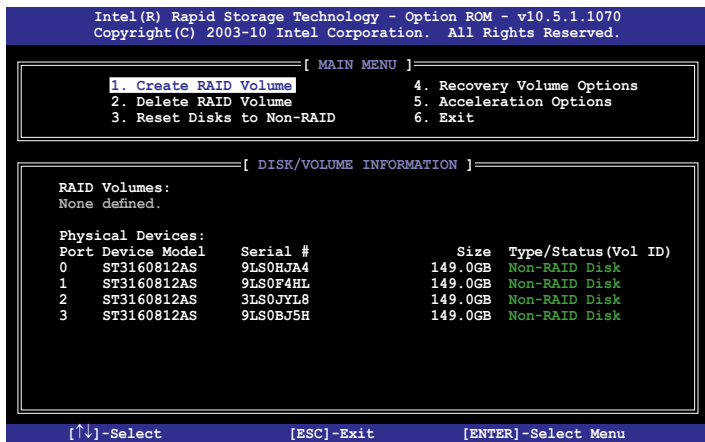 Intel(R) Rapid Storage Technology - Option ROM - v10.5.1.1070
Copyright(C) 2003-10 Intel Corporation. All Rights Reserved.
[ MAIN MENU ]
1. Create RAID Volume 4. Recovery Volume Options
2. Delete RAID Volume 5. Acceleration Options
3. Reset Disks to Non-RAID 6. Exit
[ DISK/VOLUME INFORMATION ]
RAID Volumes:
None defined.
Physical Devices:
Port Device Model Serial # Size Type/Status(Vol ID)
0 ST3160812AS 9LS0HJA4 149.0GB Non-RAID Disk
1 ST3160812AS 9LS0F4HL 149.0GB Non-RAID Disk
2 ST3160812AS 3LS0JYL8 149.0GB Non-RAID Disk
3 ST3160812AS 9LS0BJ5H 149.0GB Non-RAID Disk
[↑↓]-Select [ESC]-Exit [ENTER]-Select Menu